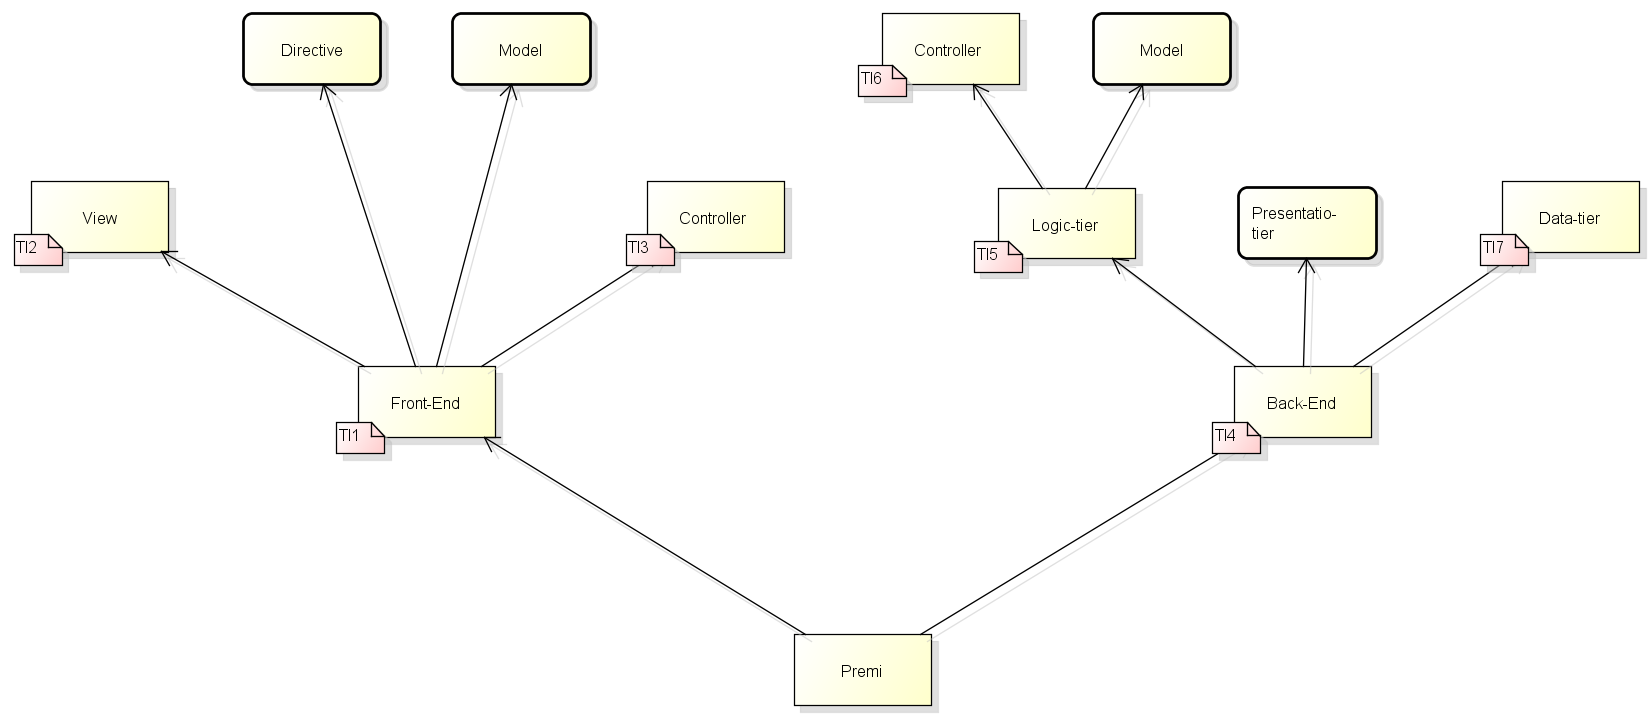 Directive
Model
Controller
TI6
Model
View
TI2
Controller
TI3
Logic-tier
TI5
Presentatio-
tier
Data-tier
TI7
Front-End
TI1
Back-End
TI4
Premi